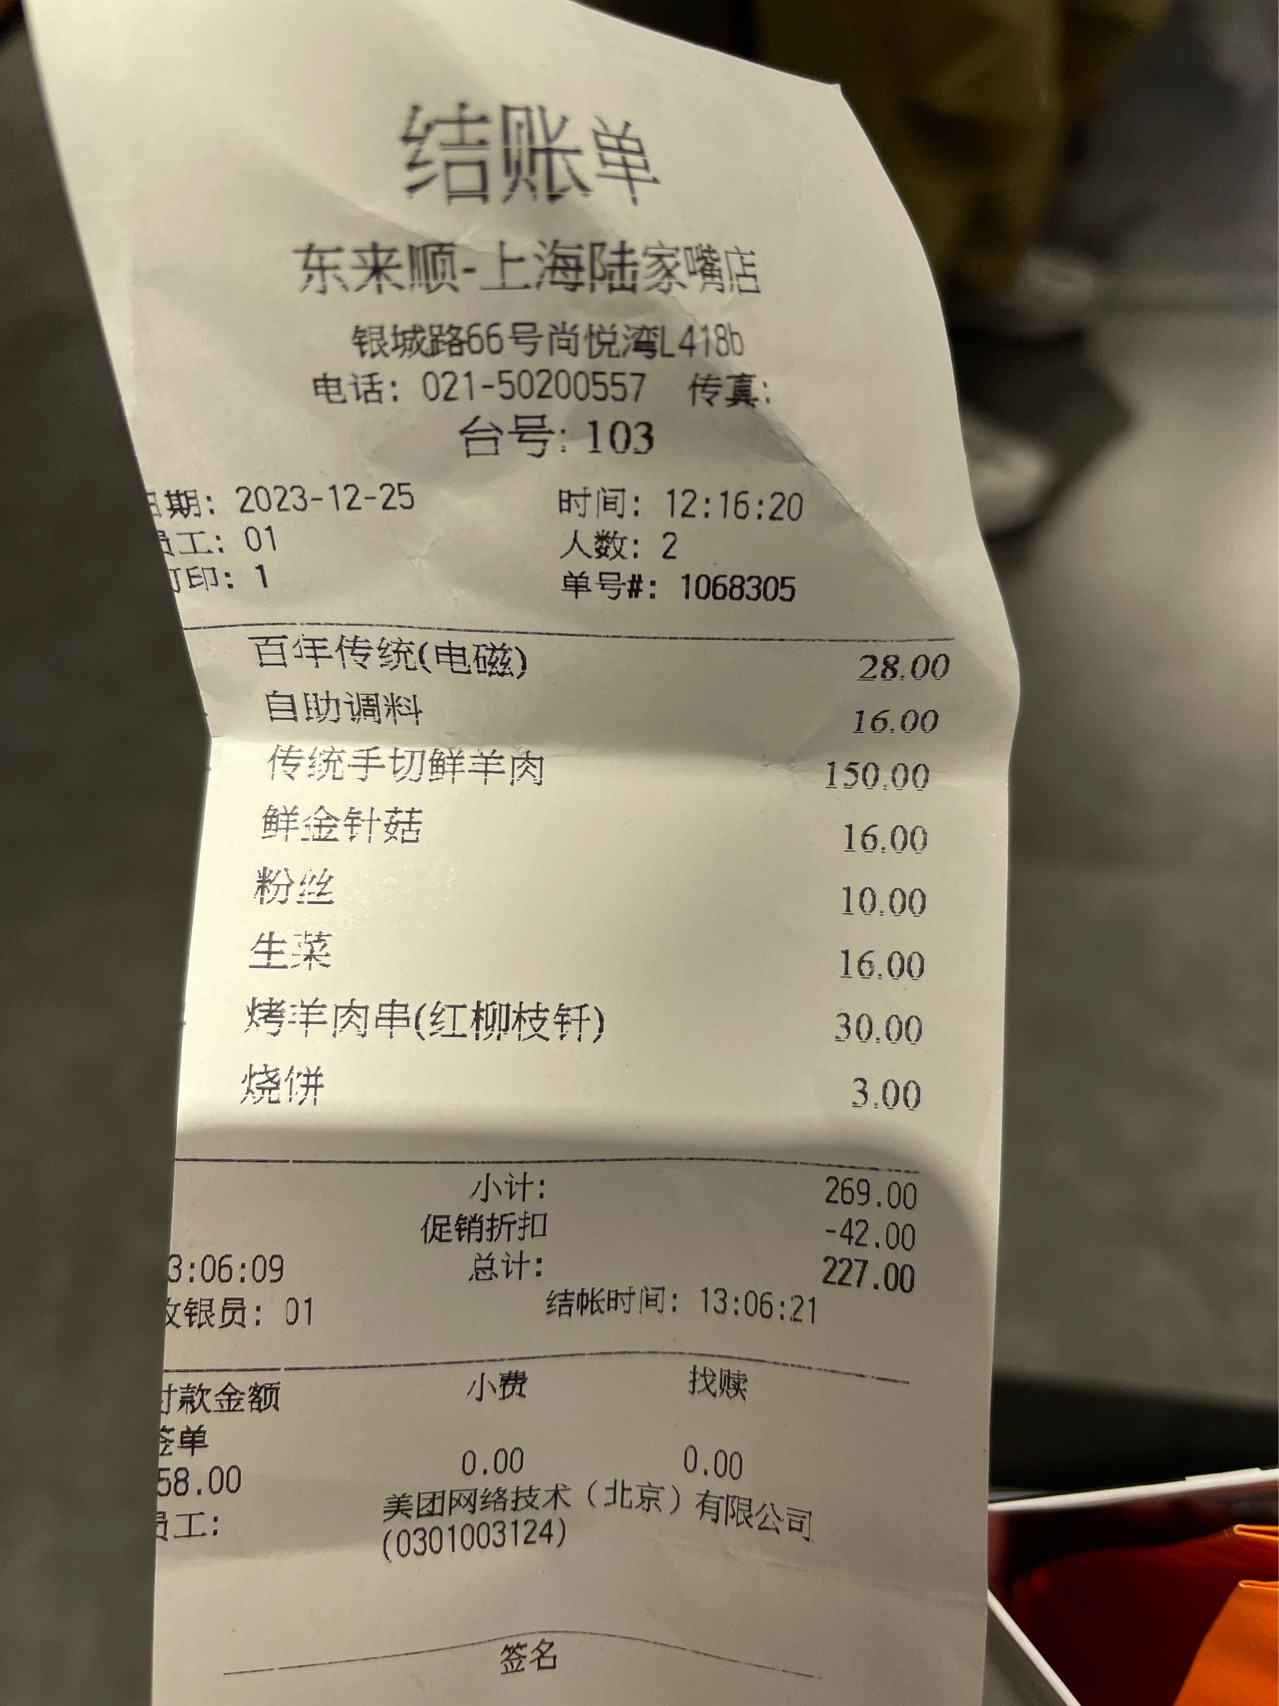 结账单
东来顺-上海陆家嘴店
银城路66号尚悦湾L418b
电话: 021-50200557 传真:
台号: 103
日期: 2023-12-25 时间: 12:16:20
员工: 01 人数: 2
打印: 1 单号#: 1068305
百年传统(电磁) 28.00
自助调料 16.00
传统手切鲜羊肉 150.00
鲜金针菇 16.00
粉丝 10.00
生菜 16.00
烤羊肉串(红柳枝钎) 30.00
烧饼 3.00
小计: 269.00
促销折扣 -42.00
3:06:09 总计: 227.00
收银员: 01 结帐时间: 13:06:21
付款金额 小费 找赎
签单
58.00 0.00 0.00
员工: 美团网络技术（北京）有限公司
(0301003124)
签名